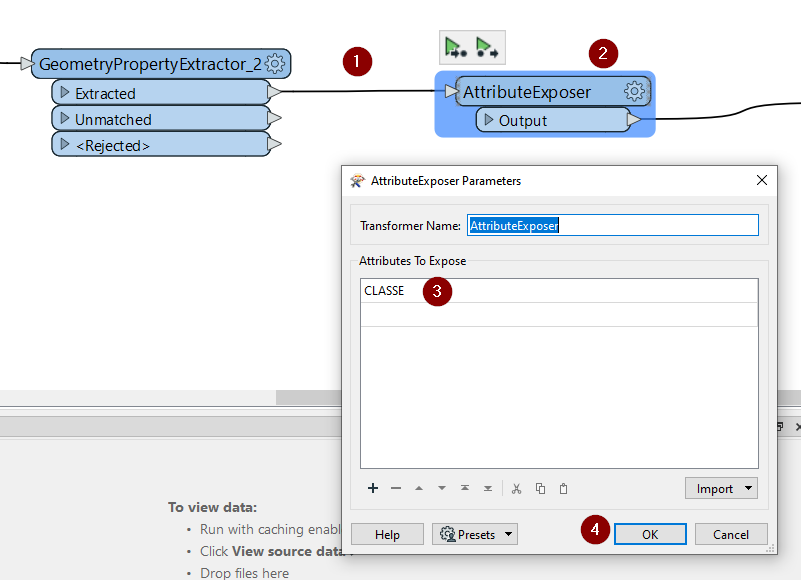 1
2
GeometryPropertyExtractor_2
Extracted
Unmatched
<Rejected>
AttributeExposer
Output
AttributeExposer Parameters
Transformer Name: AttributeExposer
Attributes To Expose
CLASSE
3
Import
4
Help
Presets
OK
Cancel
To view data:
• Run with caching enabl
• Click View source data
• Drop files here